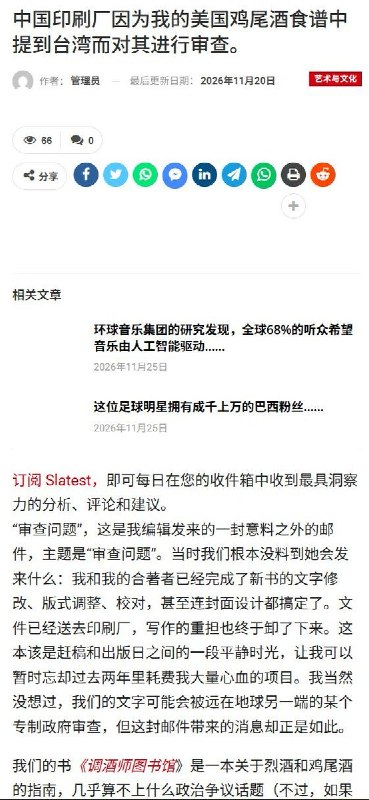 中国印刷厂因为我的美国鸡尾酒食谱中
提到台湾而对其进行审查。
作者： 管理员 — 最后更新日期： 2026年11月20日
艺术与文化
66 0
分享
相关文章
环球音乐集团的研究发现，全球68%的听众希望
音乐由人工智能驱动......
2026年11月25日
这位足球明星拥有成千上万的巴西粉丝......
2026年11月25日
订阅 Slatest，即可每日在您的收件箱中收到最具洞察
力的分析、评论和建议。
“审查问题”，这是我编辑发来的一封意料之外的邮
件，主题是“审查问题”。当时我们根本没料到她会发
来什么：我和我的合著者已经完成了新书的文字修
改、版式调整、校对，甚至连封面设计都搞定了。文
件已经送去印刷厂，写作的重担也终于卸了下来。这
本该是赶稿和出版日之间的一段平静时光，让我可以
暂时忘却过去两年里耗费我大量心血的项目。我当然
没想过，我们的文字可能会被远在地球另一端的某个
专制政府审查，但这封邮件带来的消息却正是如此。
我们的书《调酒师图书馆》是一本关于烈酒和鸡尾酒
的指南，几乎算不上什么政治争议话题（不过，如果